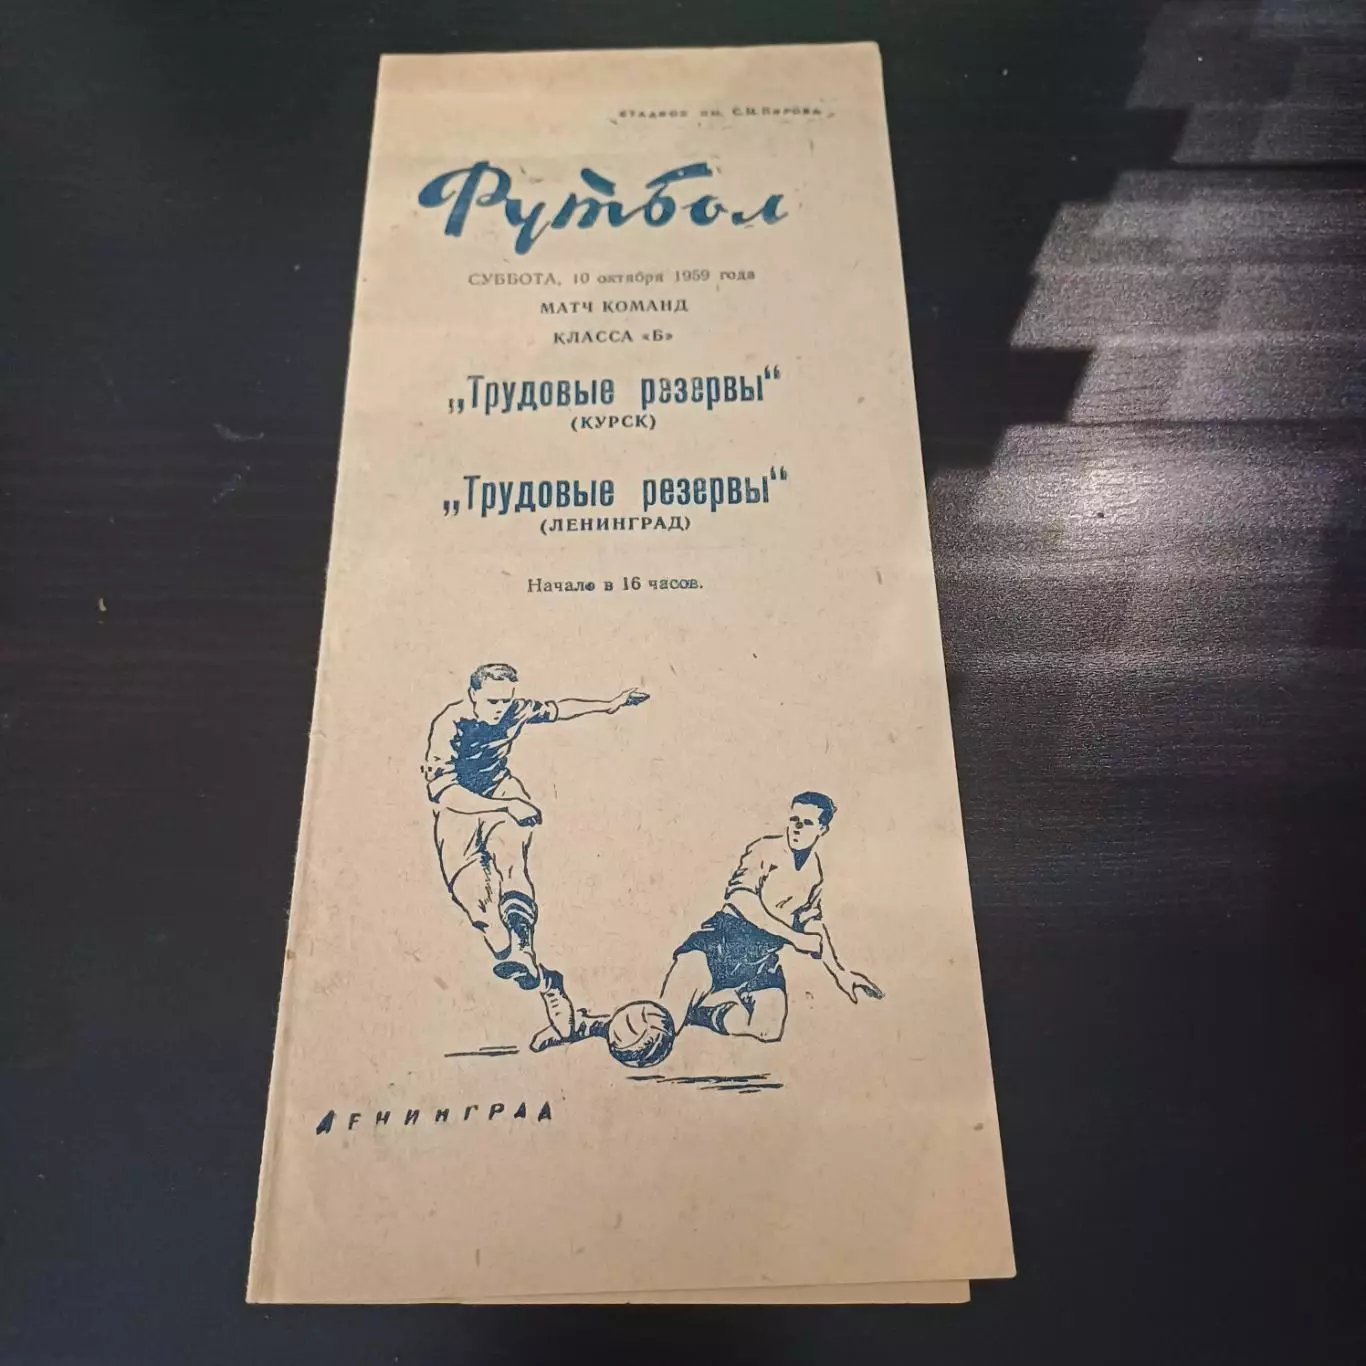 СТАДИОН им. С.М.Кирова
Футбол
СУББОТА, 10 октября 1959 года
МАТЧ КОМАНД
КЛАССА «Б»
„Трудовые резервы“
(КУРСК)
„Трудовые резервы“
(ЛЕНИНГРАД)
Начало в 16 часов.
ЛЕНИНГРАД